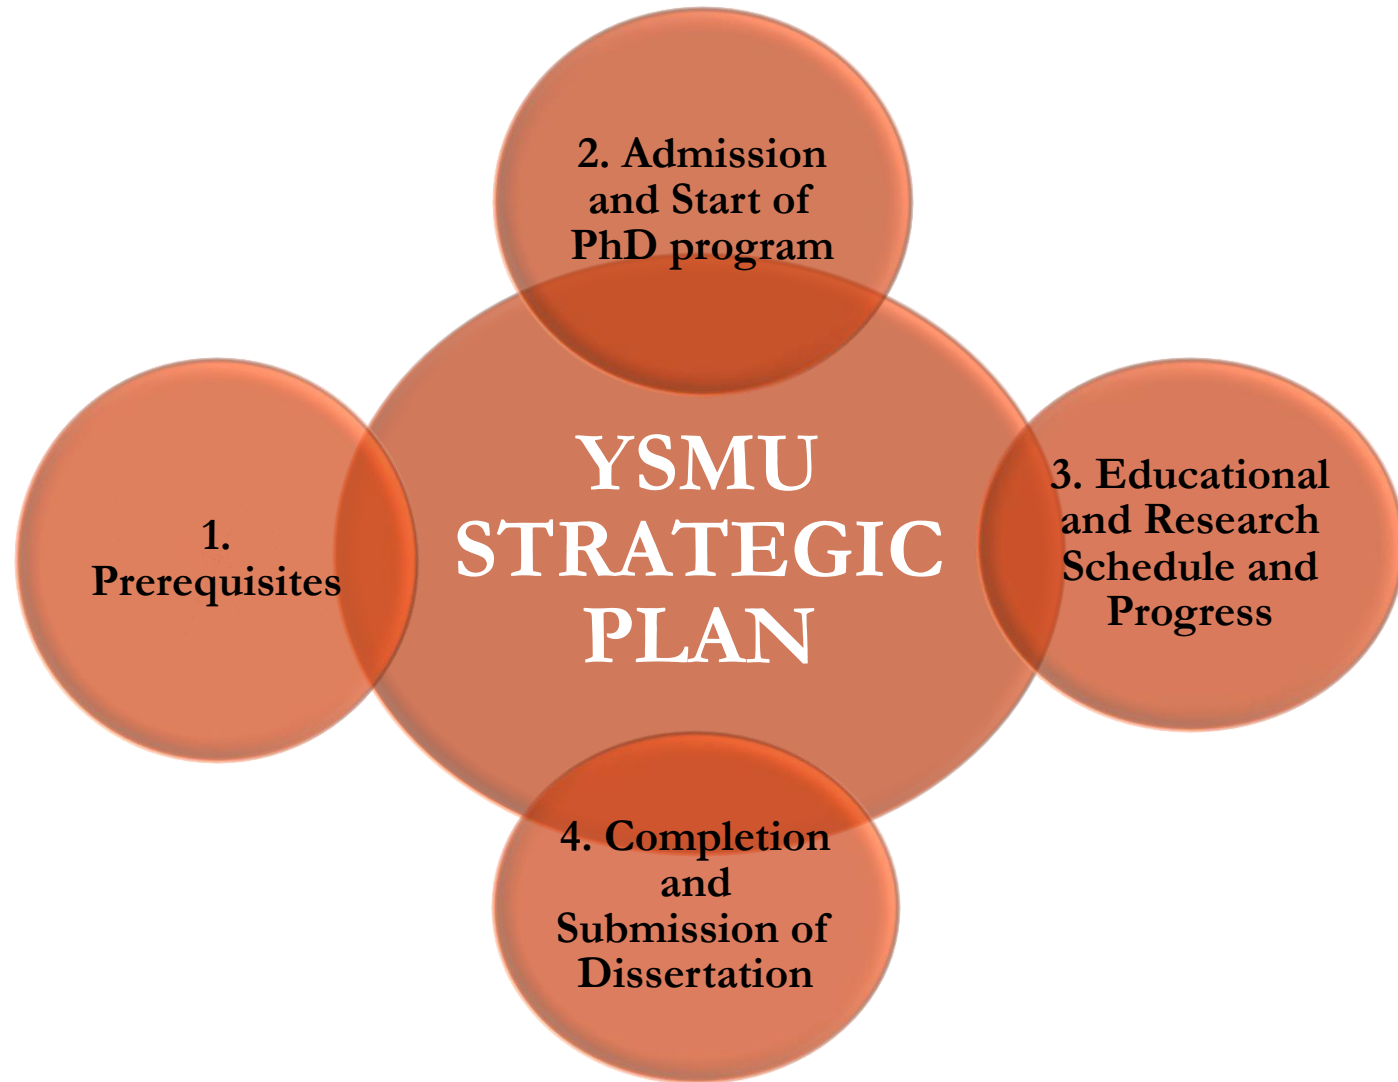 2. Admission
and Start of
PhD program
YSMU
STRATEGIC
PLAN
1.
Prerequisites
3. Educational
and Research
Schedule and
Progress
4. Completion
and
Submission of
Dissertation